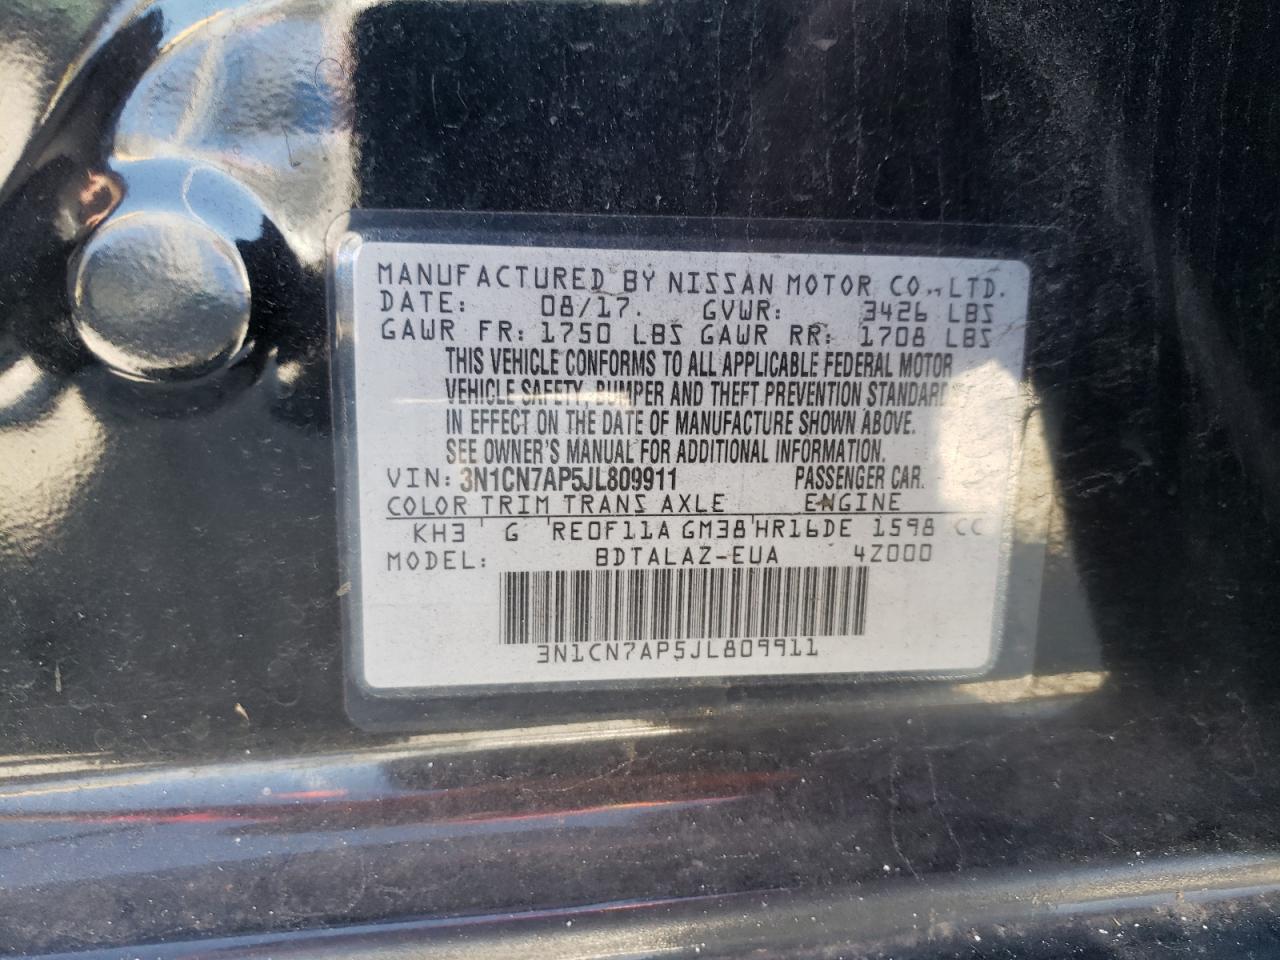 MANUFACTURED BY NISSAN MOTOR CO., LTD.
DATE: 08/17. GVWR: 3426 LBS
GAWR FR: 1750 LBS GAWR RR: 1708 LBS
THIS VEHICLE CONFORMS TO ALL APPLICABLE FEDERAL MOTOR
VEHICLE SAFETY, BUMPER AND THEFT PREVENTION STANDARD
IN EFFECT ON THE DATE OF MANUFACTURE SHOWN ABOVE.
SEE OWNER'S MANUAL FOR ADDITIONAL INFORMATION.
VIN: 3N1CN7AP5JL809911 PASSENGER CAR.
COLOR TRIM TRANS AXLE ENGINE
KH3 G RE0F11A GM38 HR16DE 1598 CC
MODEL: BDTALAZ-EUA 4Z000
3N1CN7AP5JL809911